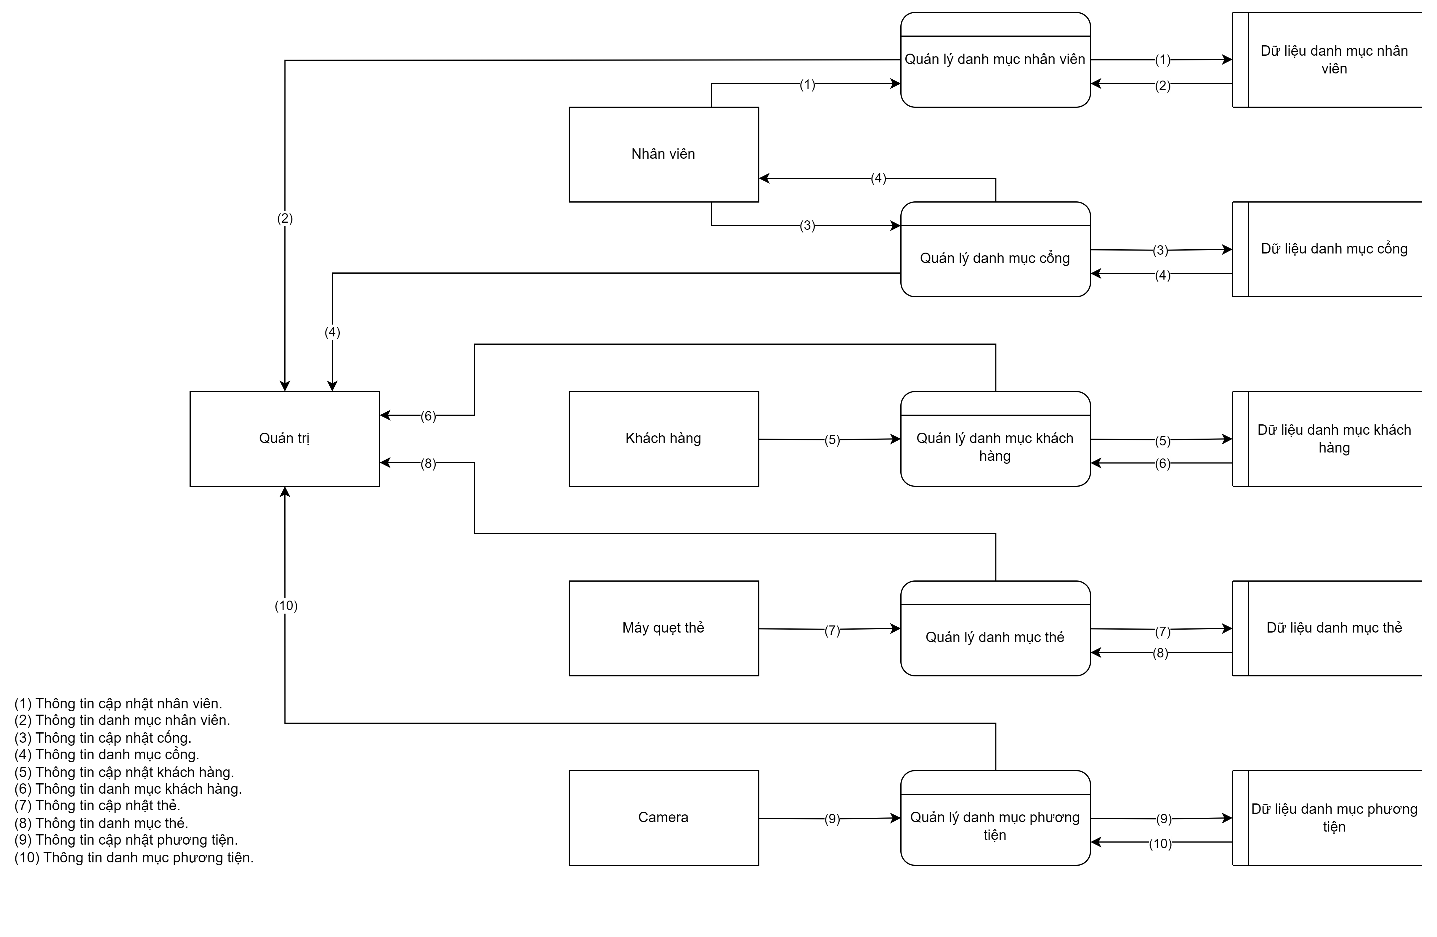 Quản lý danh mục nhân viên
(1)
Dữ liệu danh mục nhân
viên
(1)
(2)
Nhân viên
(4)
(2)
(3)
Quản lý danh mục cổng
(3)
Dữ liệu danh mục cổng
(4)
(4)
(6)
Quản trị
Khách hàng
(5)
Quản lý danh mục khách
hàng
(5)
Dữ liệu danh mục khách
hàng
(6)
(8)
(10)
Máy quẹt thẻ
(7)
Quản lý danh mục thẻ
(7)
Dữ liệu danh mục thẻ
(8)
(1) Thông tin cập nhật nhân viên.
(2) Thông tin danh mục nhân viên.
(3) Thông tin cập nhật cổng.
(4) Thông tin danh mục cổng.
(5) Thông tin cập nhật khách hàng.
(6) Thông tin danh mục khách hàng.
(7) Thông tin cập nhật thẻ.
(8) Thông tin danh mục thẻ.
(9) Thông tin cập nhật phương tiện.
(10) Thông tin danh mục phương tiện.
Camera
(9)
Quản lý danh mục phương
tiện
(9)
Dữ liệu danh mục phương
tiện
(10)